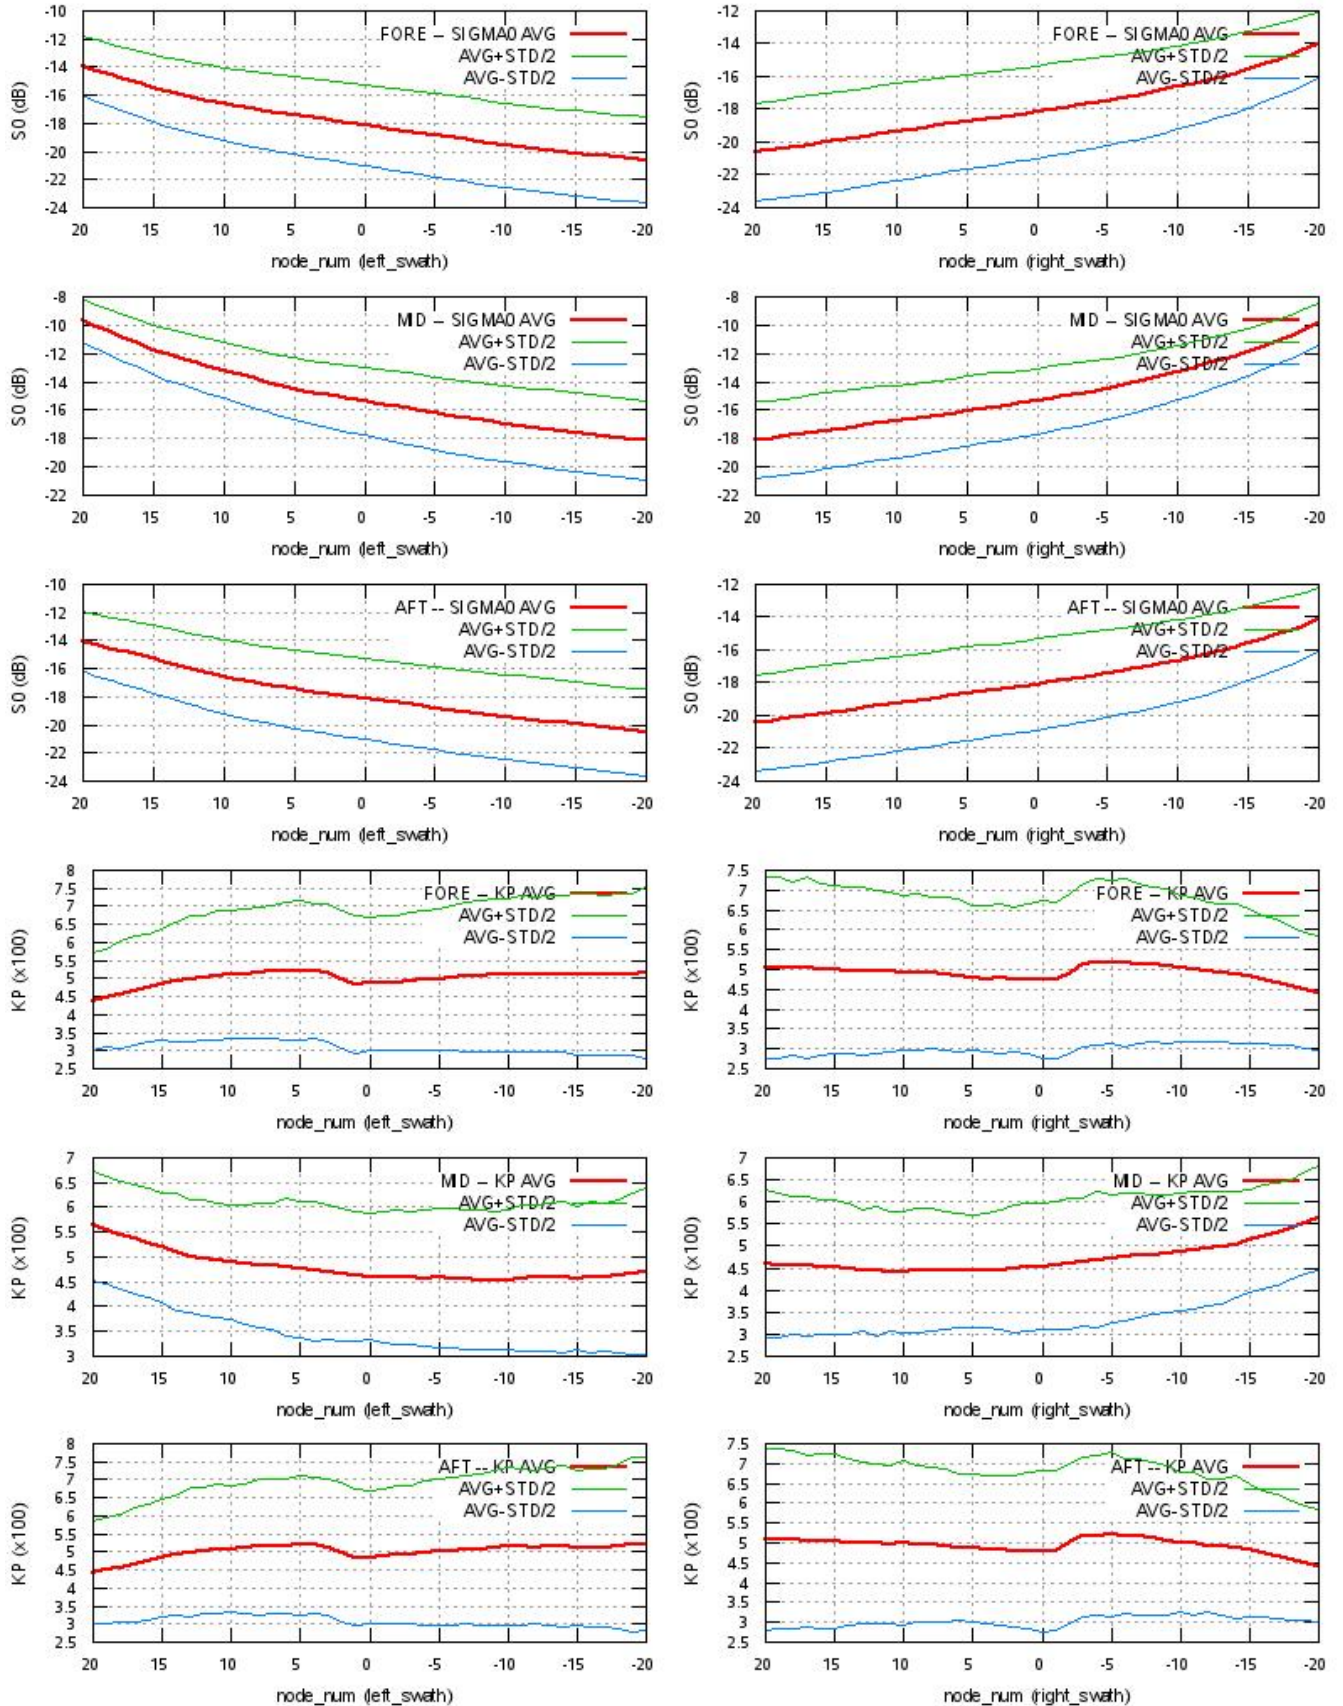 -10
-12
-14
-16
-18
-20
-22
-24
S0 (dB)
FORE -- SIGMA0 AVG
AVG+STD/2
AVG-STD/2
20 15 10 5 0 -5 -10 -15 -20
node_num (left_swath)
-12
-14
-16
-18
-20
-22
-24
S0 (dB)
FORE -- SIGMA0 AVG
AVG+STD/2
AVG-STD/2
20 15 10 5 0 -5 -10 -15 -20
node_num (right_swath)
-8
-10
-12
-14
-16
-18
-20
-22
S0 (dB)
MID -- SIGMA0 AVG
AVG+STD/2
AVG-STD/2
20 15 10 5 0 -5 -10 -15 -20
node_num (left_swath)
-8
-10
-12
-14
-16
-18
-20
-22
S0 (dB)
MID -- SIGMA0 AVG
AVG+STD/2
AVG-STD/2
20 15 10 5 0 -5 -10 -15 -20
node_num (right_swath)
-10
-12
-14
-16
-18
-20
-22
-24
S0 (dB)
AFT -- SIGMA0 AVG
AVG+STD/2
AVG-STD/2
20 15 10 5 0 -5 -10 -15 -20
node_num (left_swath)
-12
-14
-16
-18
-20
-22
-24
S0 (dB)
AFT -- SIGMA0 AVG
AVG+STD/2
AVG-STD/2
20 15 10 5 0 -5 -10 -15 -20
node_num (right_swath)
8
7.5
7
6.5
6
5.5
5
4.5
4
3.5
3
2.5
KP (x100)
FORE -- KP AVG
AVG+STD/2
AVG-STD/2
20 15 10 5 0 -5 -10 -15 -20
node_num (left_swath)
7.5
7
6.5
6
5.5
5
4.5
4
3.5
3
2.5
KP (x100)
FORE -- KP AVG
AVG+STD/2
AVG-STD/2
20 15 10 5 0 -5 -10 -15 -20
node_num (right_swath)
7
6.5
6
5.5
5
4.5
4
3.5
3
KP (x100)
MID -- KP AVG
AVG+STD/2
AVG-STD/2
20 15 10 5 0 -5 -10 -15 -20
node_num (left_swath)
7
6.5
6
5.5
5
4.5
4
3.5
3
2.5
KP (x100)
MID -- KP AVG
AVG+STD/2
AVG-STD/2
20 15 10 5 0 -5 -10 -15 -20
node_num (right_swath)
8
7.5
7
6.5
6
5.5
5
4.5
4
3.5
3
2.5
KP (x100)
AFT -- KP AVG
AVG+STD/2
AVG-STD/2
20 15 10 5 0 -5 -10 -15 -20
node_num (left_swath)
7.5
7
6.5
6
5.5
5
4.5
4
3.5
3
2.5
KP (x100)
AFT -- KP AVG
AVG+STD/2
AVG-STD/2
20 15 10 5 0 -5 -10 -15 -20
node_num (right_swath)